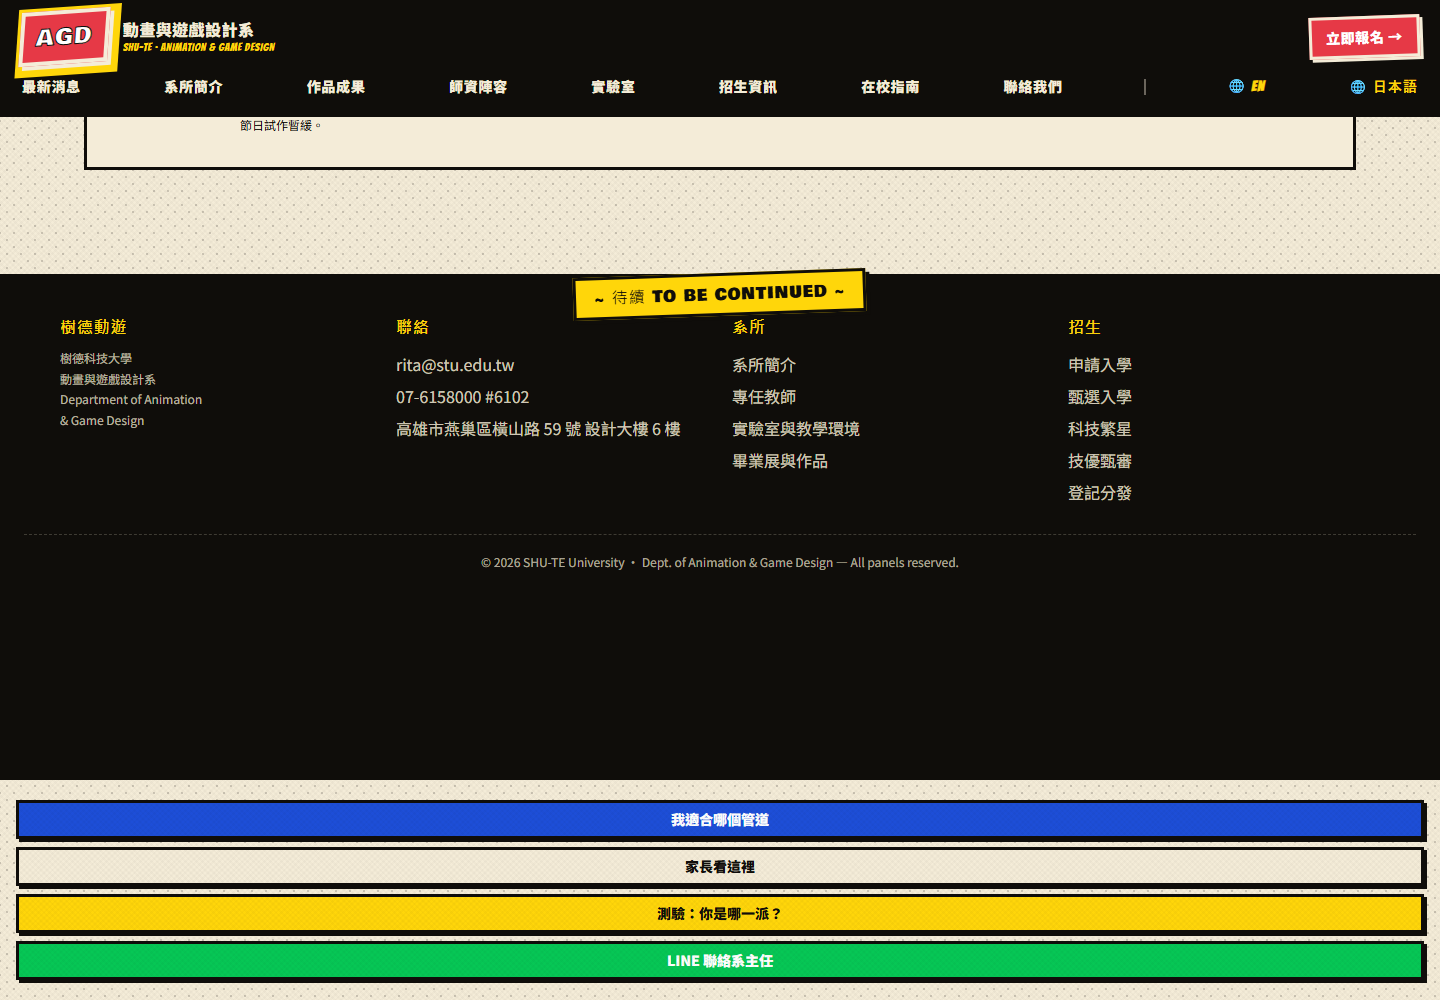 AGD
動畫與遊戲設計系
SHU-TE · ANIMATION & GAME DESIGN
立即報名 →
最新消息 系所簡介 作品成果 師資陣容 實驗室 招生資訊 在校指南 聯絡我們 | EN 日本語
節日試作暫緩。
~ 待續 TO BE CONTINUED ~
樹德動遊
樹德科技大學
動畫與遊戲設計系
Department of Animation
& Game Design
聯絡
rita@stu.edu.tw
07-6158000 #6102
高雄市燕巢區橫山路 59 號 設計大樓 6 樓
系所
系所簡介
專任教師
實驗室與教學環境
畢業展與作品
招生
申請入學
甄選入學
科技繁星
技優甄審
登記分發
© 2026 SHU-TE University ・ Dept. of Animation & Game Design — All panels reserved.
我適合哪個管道
家長看這裡
測驗：你是哪一派？
LINE 聯絡系主任